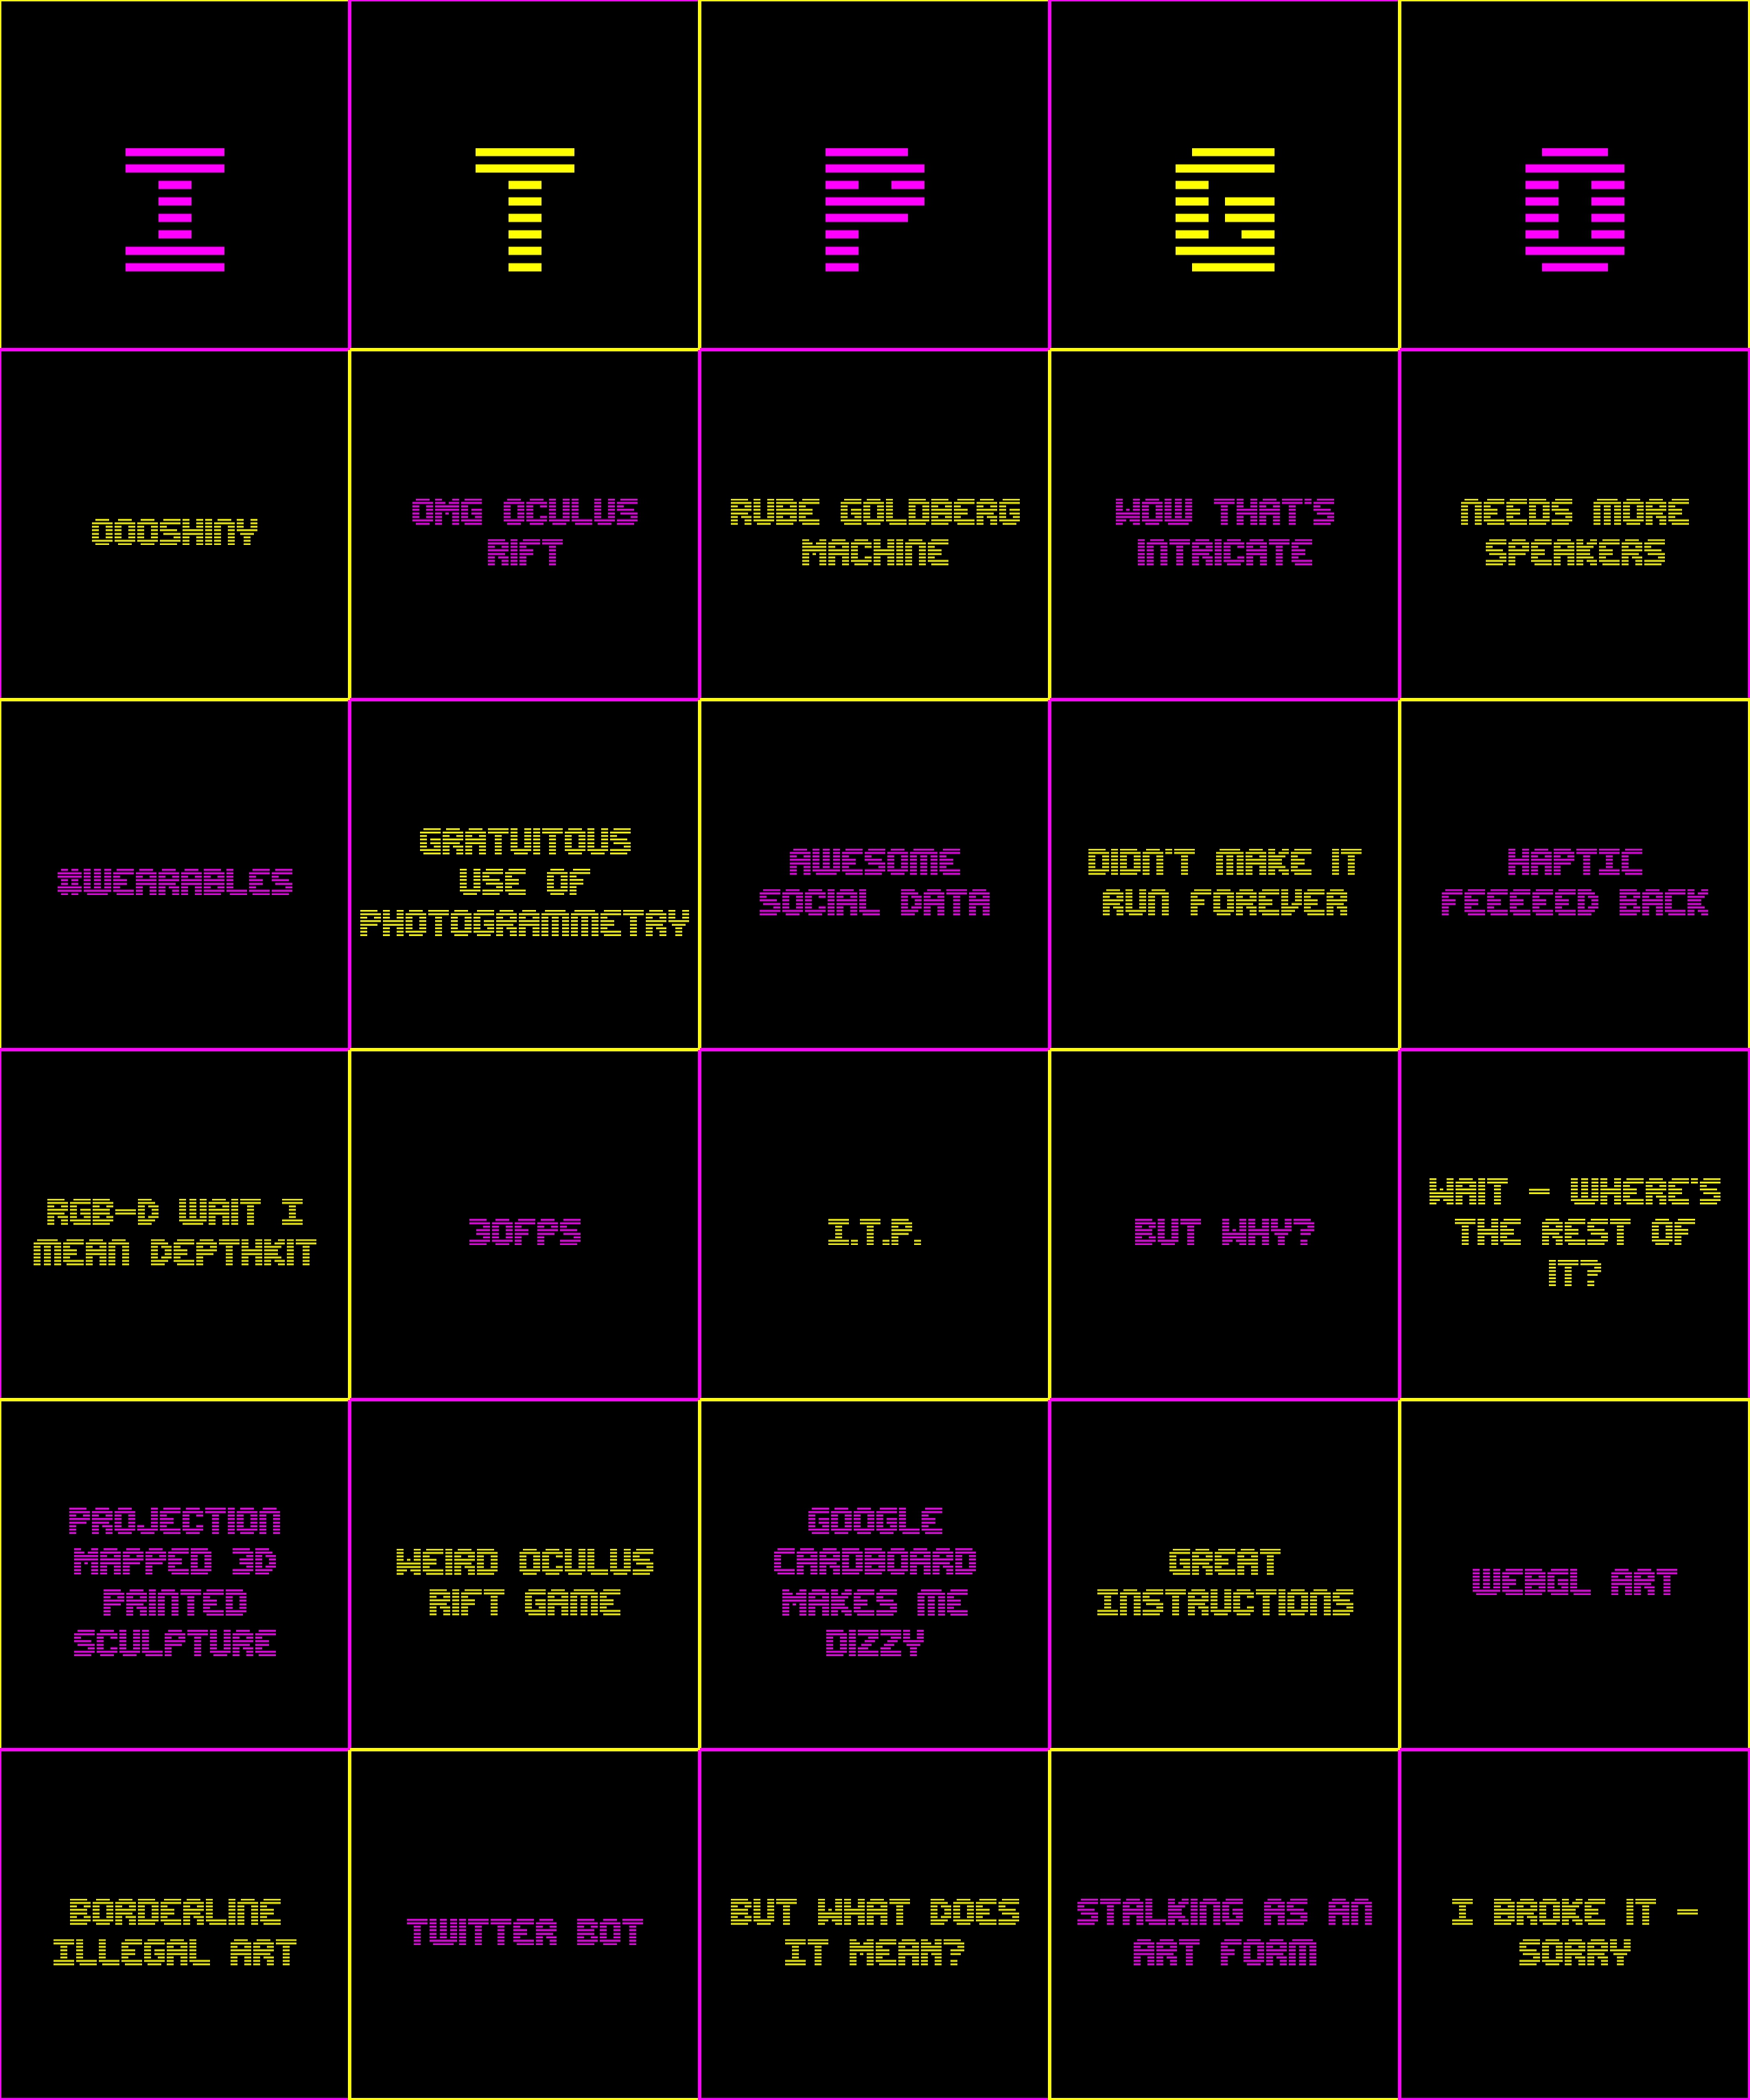 I
T
P
G
O
OOOSHINY
OMG OCULUS
RIFT
RUBE GOLDBERG
MACHINE
WOW THAT'S
INTRICATE
NEEDS MORE
SPEAKERS
#WEARABLES
GRATUITOUS
USE OF
PHOTOGRAMMETRY
AWESOME
SOCIAL DATA
DIDN'T MAKE IT
RUN FOREVER
HAPTIC
FEEEEED BACK
RGB-D WAIT I
MEAN DEPTHKIT
30FPS
I.T.P.
BUT WHY?
WAIT - WHERE'S
THE REST OF
IT?
PROJECTION
MAPPED 3D
PRINTED
SCULPTURE
WEIRD OCULUS
RIFT GAME
GOOGLE
CARDBOARD
MAKES ME
DIZZY
GREAT
INSTRUCTIONS
WEBGL ART
BORDERLINE
ILLEGAL ART
TWITTER BOT
BUT WHAT DOES
IT MEAN?
STALKING AS AN
ART FORM
I BROKE IT -
SORRY